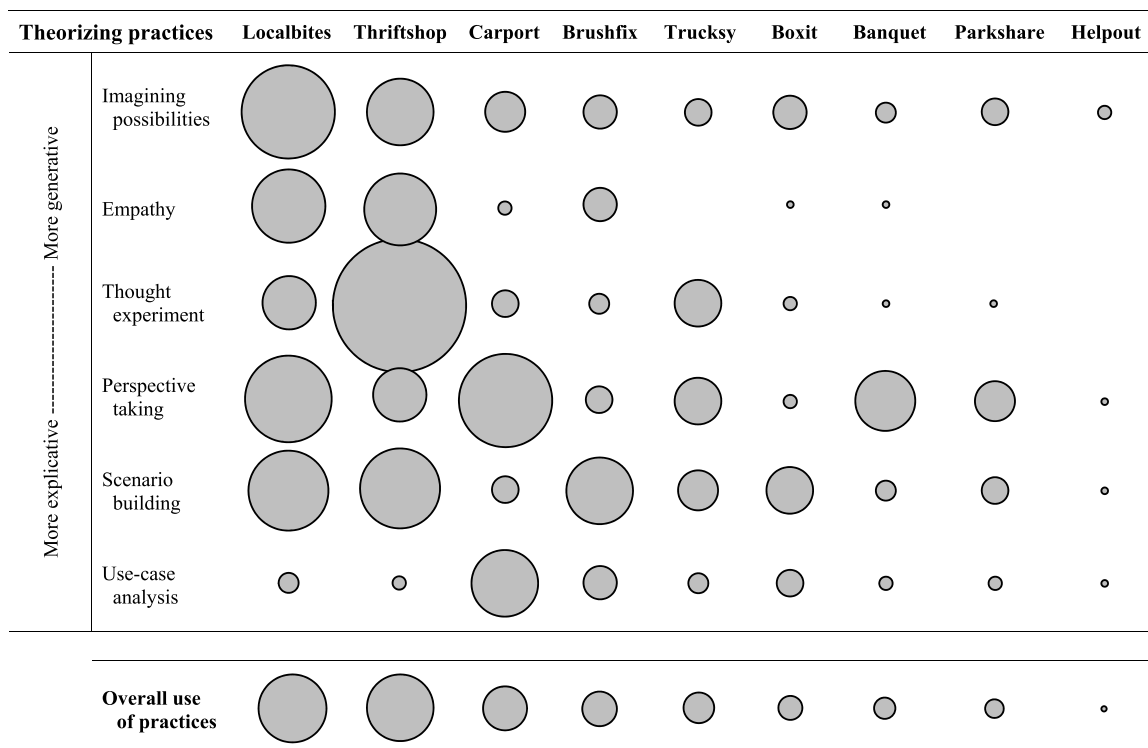 Theorizing practices Localbites Thriftshop Carport Brushfix Trucksy Boxit Banquet Parkshare Helpout
More explicative -------------------- More generative
Imagining
possibilities
Empathy
Thought
experiment
Perspective
taking
Scenario
building
Use-case
analysis
Overall use
of practices